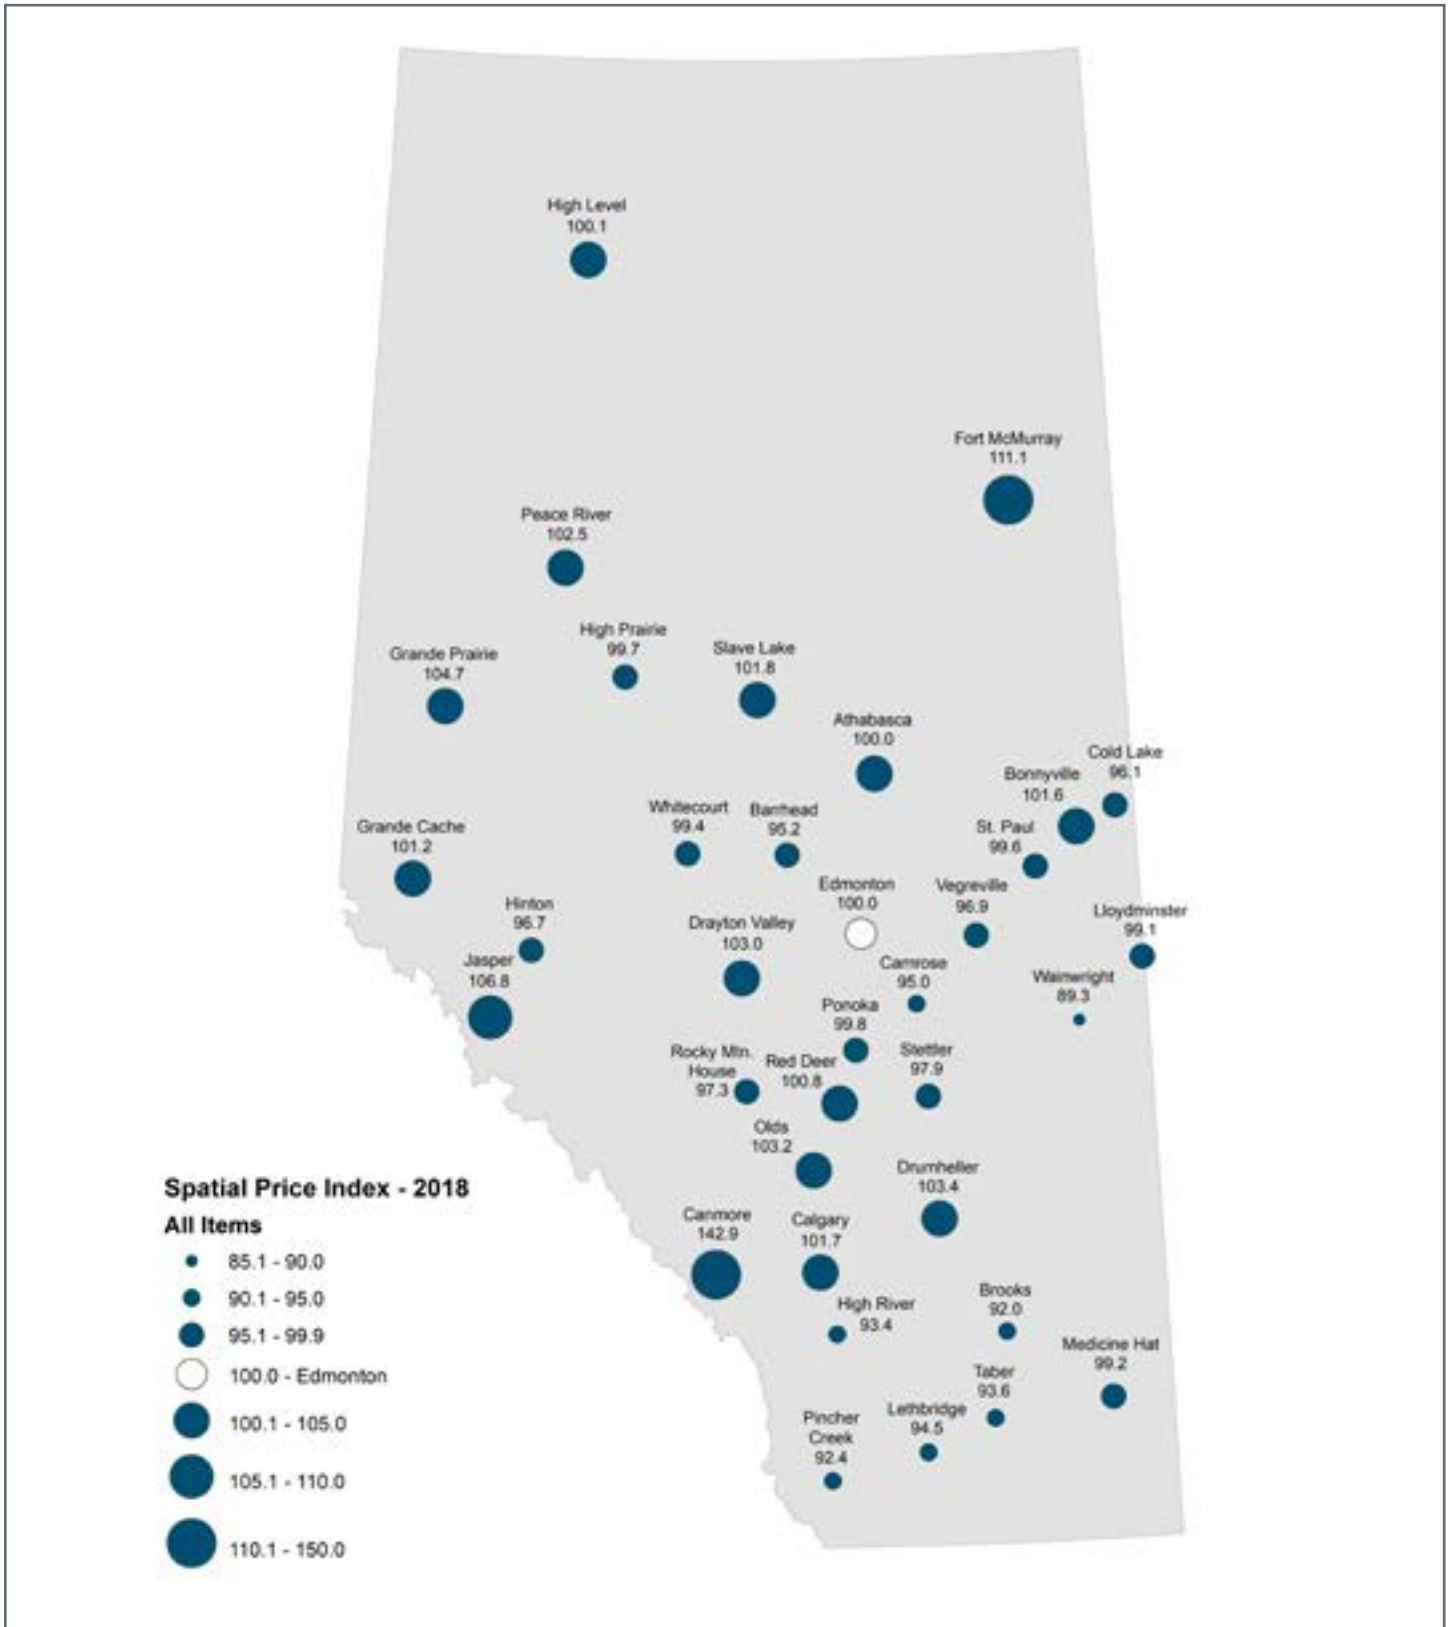 High Level
100.1
Fort McMurray
111.1
Peace River
102.5
High Prairie
99.7
Slave Lake
101.8
Grande Prairie
104.7
Athabasca
100.0
Cold Lake
96.1
Bonnyville
101.6
St. Paul
99.6
Whitecourt
99.4
Barrhead
95.2
Grande Cache
101.2
Edmonton
100.0
Vegreville
96.9
Hinton
96.7
Lloydminster
99.1
Drayton Valley
103.0
Jasper
106.8
Camrose
95.0
Wainwright
89.3
Ponoka
99.8
Rocky Mtn.
House
97.3
Red Deer
100.8
Stettler
97.9
Olds
103.2
Drumheller
103.4
Canmore
142.9
Calgary
101.7
High River
93.4
Brooks
92.0
Medicine Hat
99.2
Taber
93.6
Lethbridge
94.5
Pincher
Creek
92.4
Spatial Price Index - 2018
All Items
85.1 - 90.0
90.1 - 95.0
95.1 - 99.9
100.0 - Edmonton
100.1 - 105.0
105.1 - 110.0
110.1 - 150.0